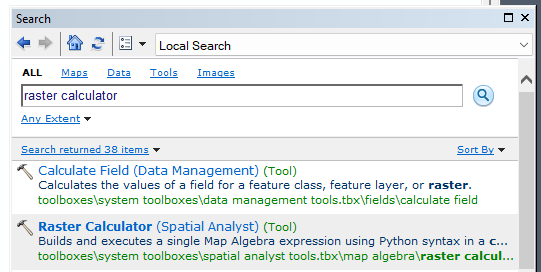 Search
Local Search
ALL Maps Data Tools Images
raster calculator
Any Extent
Search returned 38 items Sort By
Calculate Field (Data Management) (Tool)
Calculates the values of a field for a feature class, feature layer, or raster.
toolboxes\system toolboxes\data management tools.tbx\fields\calculate field
Raster Calculator (Spatial Analyst) (Tool)
Builds and executes a single Map Algebra expression using Python syntax in a c...
toolboxes\system toolboxes\spatial analyst tools.tbx\map algebra\raster calcul...